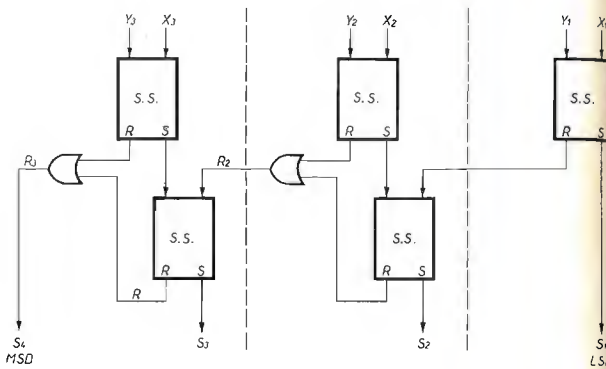 Y3 X3 Y2 X2 Y1
S.S. S.S. S.S.
R S R S R S
R3 R2
S.S. S.S.
R S R S
R
S4 S3 S2
MSD